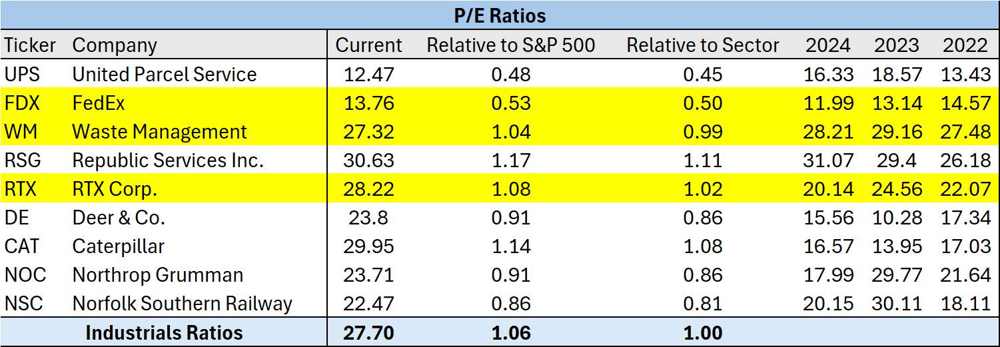 P/E Ratios
Ticker Company Current Relative to S&P 500 Relative to Sector 2024 2023 2022
UPS United Parcel Service 12.47 0.48 0.45 16.33 18.57 13.43
FDX FedEx 13.76 0.53 0.50 11.99 13.14 14.57
WM Waste Management 27.32 1.04 0.99 28.21 29.16 27.48
RSG Republic Services Inc. 30.63 1.17 1.11 31.07 29.4 26.18
RTX RTX Corp. 28.22 1.08 1.02 20.14 24.56 22.07
DE Deer & Co. 23.8 0.91 0.86 15.56 10.28 17.34
CAT Caterpillar 29.95 1.14 1.08 16.57 13.95 17.03
NOC Northrop Grumman 23.71 0.91 0.86 17.99 29.77 21.64
NSC Norfolk Southern Railway 22.47 0.86 0.81 20.15 30.11 18.11
Industrials Ratios 27.70 1.06 1.00